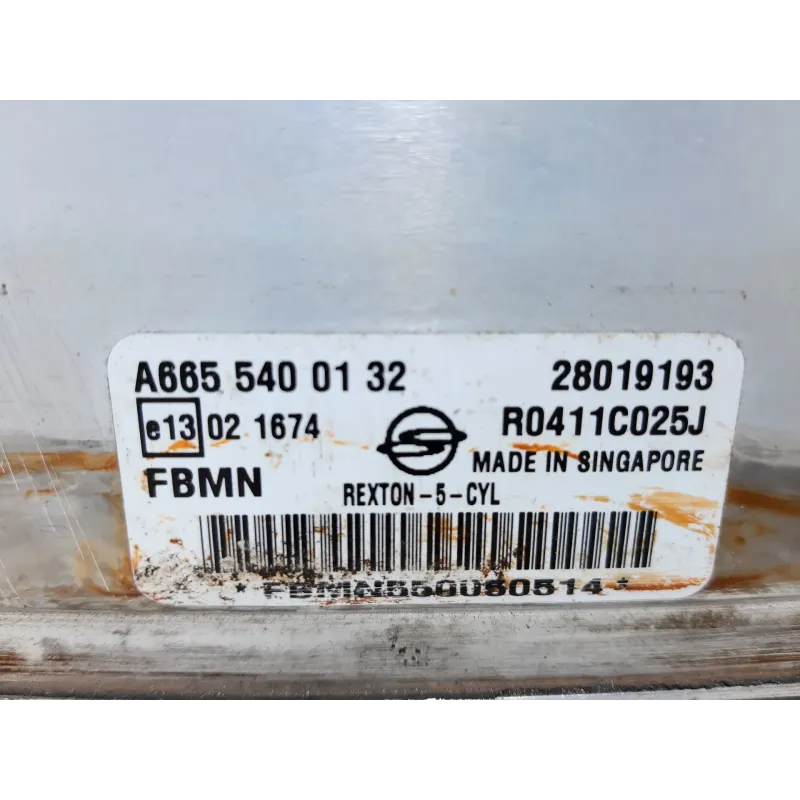 A665 540 01 32 28019193
e13 02 1674 R0411C025J
MADE IN SINGAPORE
FBMN REXTON-5-CYL